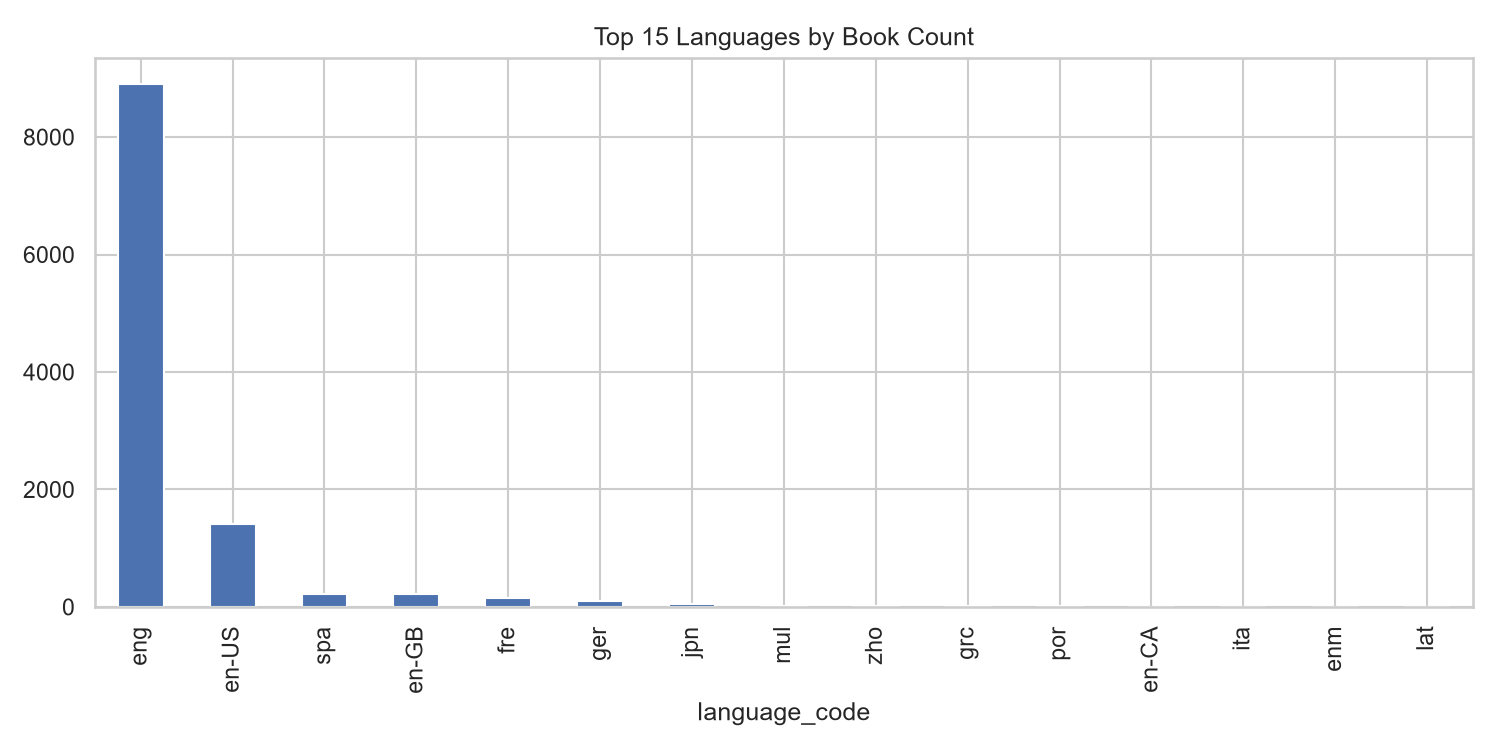 Top 15 Languages by Book Count
8000
6000
4000
2000
0
eng
en-US
spa
en-GB
fre
ger
jpn
mul
zho
grc
por
en-CA
ita
enm
lat
language_code